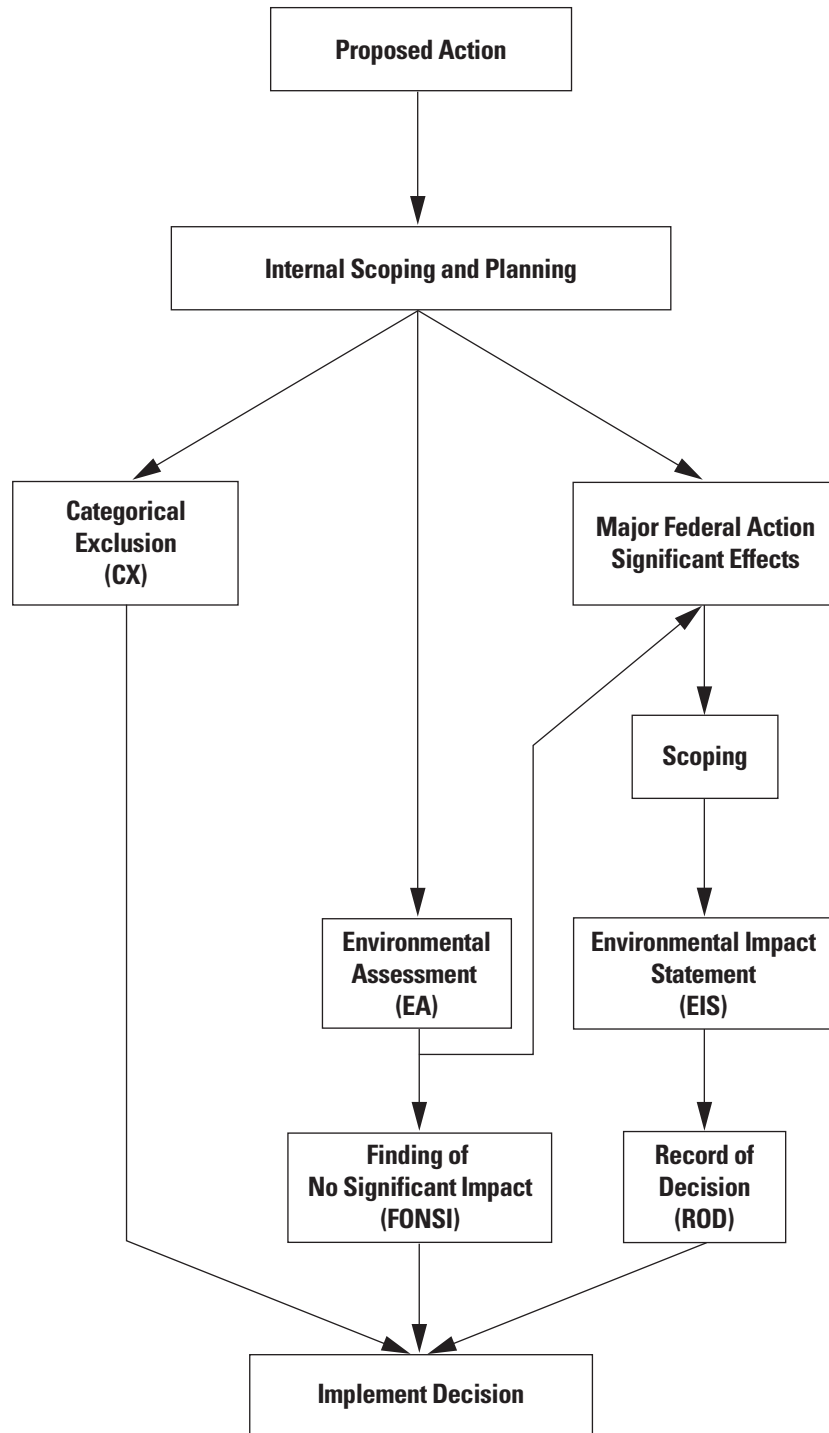 Proposed Action
Internal Scoping and Planning
Categorical
Exclusion
(CX)
Major Federal Action
Significant Effects
Scoping
Environmental
Assessment
(EA)
Environmental Impact
Statement
(EIS)
Finding of
No Significant Impact
(FONSI)
Record of
Decision
(ROD)
Implement Decision